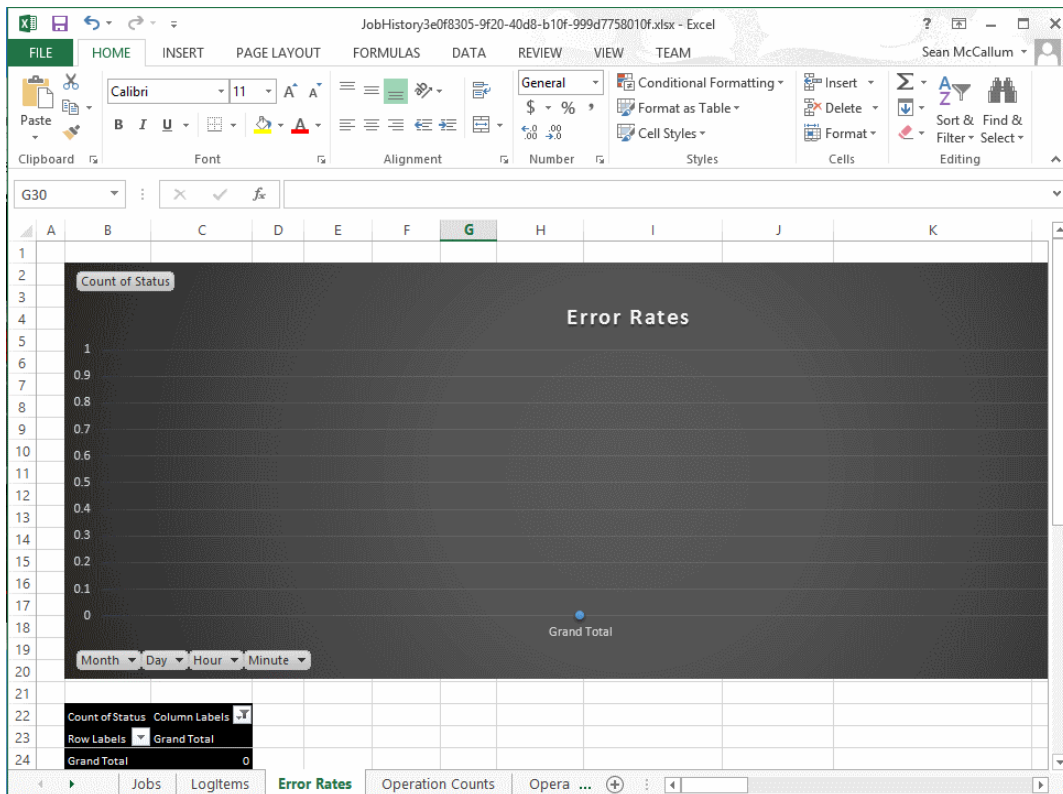 JobHistory3e0f8305-9f20-40d8-b10f-999d7758010f.xlsx - Excel
?
FILE HOME INSERT PAGE LAYOUT FORMULAS DATA REVIEW VIEW TEAM Sean McCallum
Calibri 11 A A General Conditional Formatting Insert
Paste B I U A $ % , Format as Table Delete Sort & Find &
Cell Styles Format Filter Select
Clipboard Font Alignment Number Styles Cells Editing
G30 fx
A B C D E F G H I J K
1
2 Count of Status
3
4 Error Rates
5 1
6 0.9
7
8 0.8
9 0.7
10 0.6
11 0.5
12
13 0.4
14 0.3
15 0.2
16 0.1
17 0
18 Grand Total
19 Month Day Hour Minute
20
21
22 Count of Status Column Labels
23 Row Labels Grand Total
24 Grand Total 0
Jobs LogItems Error Rates Operation Counts Opera ...